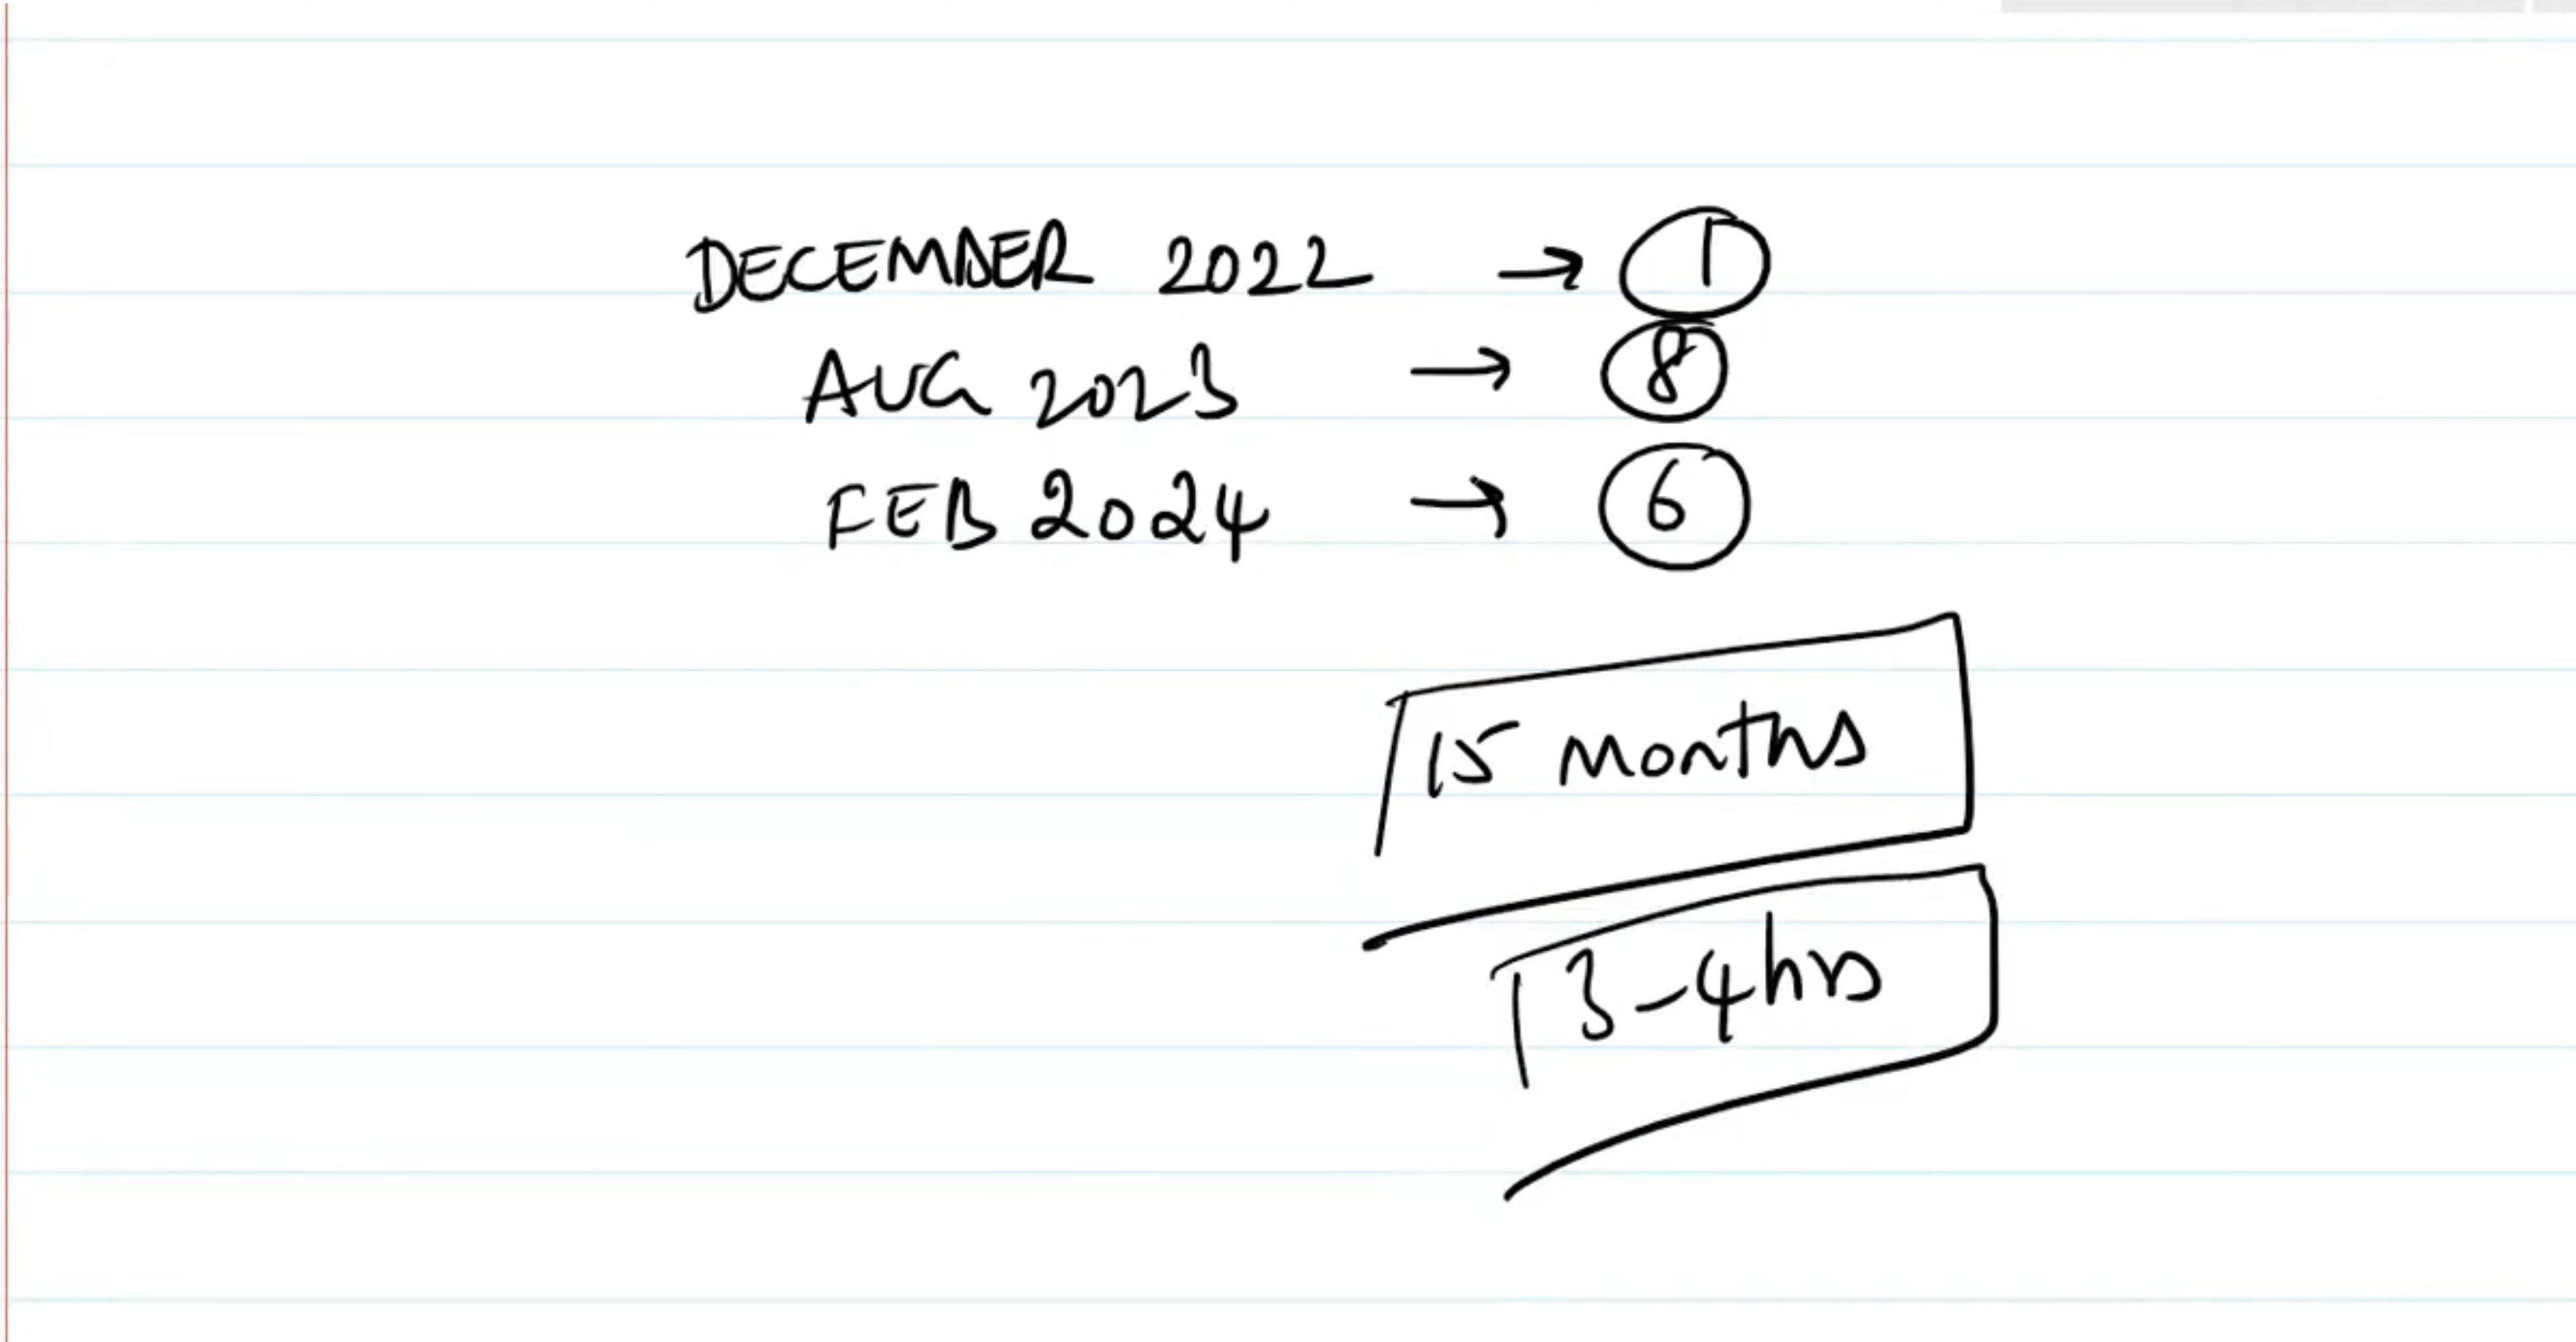 DECEMBER 2022 → 1
AUG 2023 → 8
FEB 2024 → 6
15 months
3-4hrs